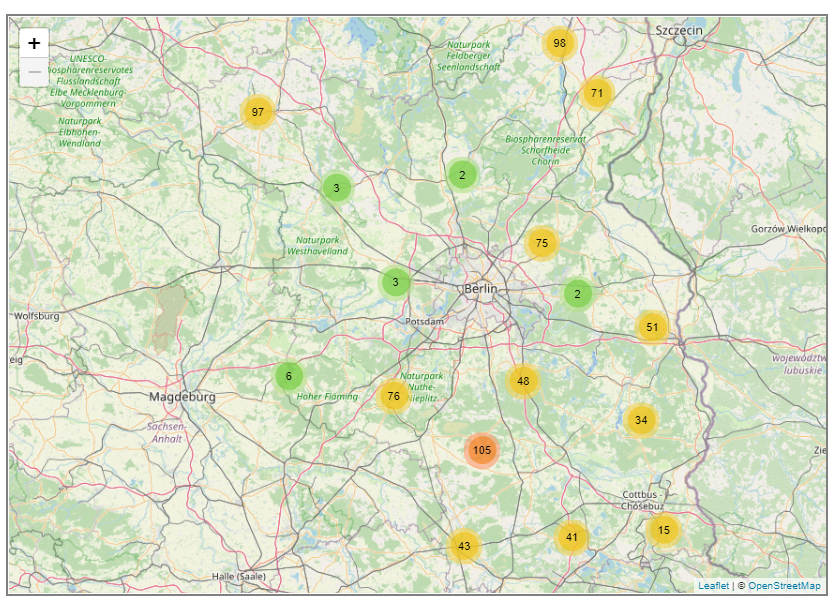 Szczecin
98
+
−
Naturpark
Feldberger
Seenlandschaft
UNESCO-
Biosphärenreservates
Flusslandschaft
Elbe Mecklenburg-
Vorpommern
71
97
Naturpark
Elbhöhen-
Wendland
Biosphärenreservat
Schorfheide
Chorin
2
3
Gorzów Wielkopo
Naturpark
Westhavelland
75
3
Berlin
2
Wolfsburg
Potsdam
51
eig
województw
lubuskie
6
Naturpark
Nuthe-
Nieplitz
48
76
Magdeburg
Hoher Fläming
34
Sachsen-
Anhalt
105
Zie
Cottbus -
Chóśebuz
15
41
43
Halle (Saale)
Leaflet | © OpenStreetMap